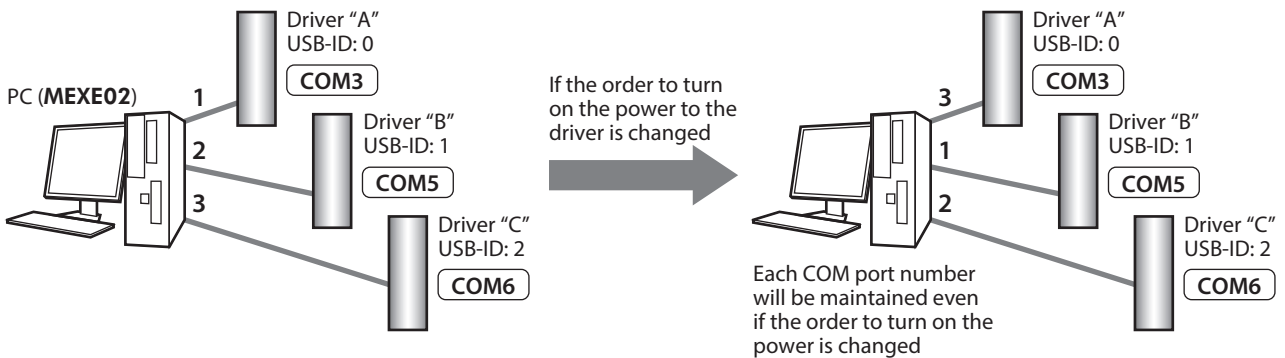 Driver “A”
USB-ID: 0
COM3
PC (MEXE02)
1
Driver “B”
USB-ID: 1
COM5
2
3
Driver “C”
USB-ID: 2
COM6
If the order to turn
on the power to the
driver is changed
Driver “A”
USB-ID: 0
COM3
3
Driver “B”
USB-ID: 1
COM5
1
2
Driver “C”
USB-ID: 2
COM6
Each COM port number
will be maintained even
if the order to turn on the
power is changed